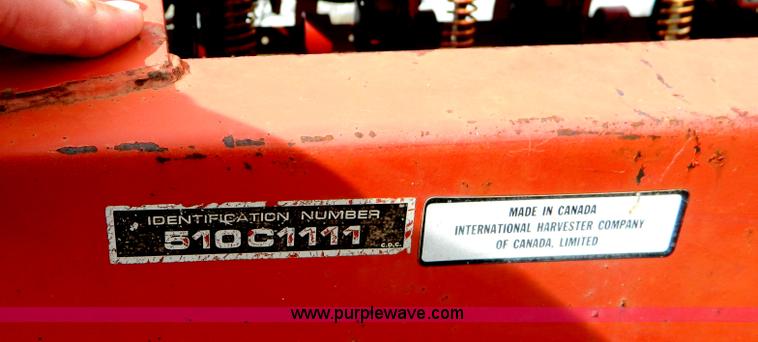 IDENTIFICATION NUMBER
510C1111
C.D.C.
MADE IN CANADA
INTERNATIONAL HARVESTER COMPANY
OF CANADA, LIMITED
www.purplewave.com